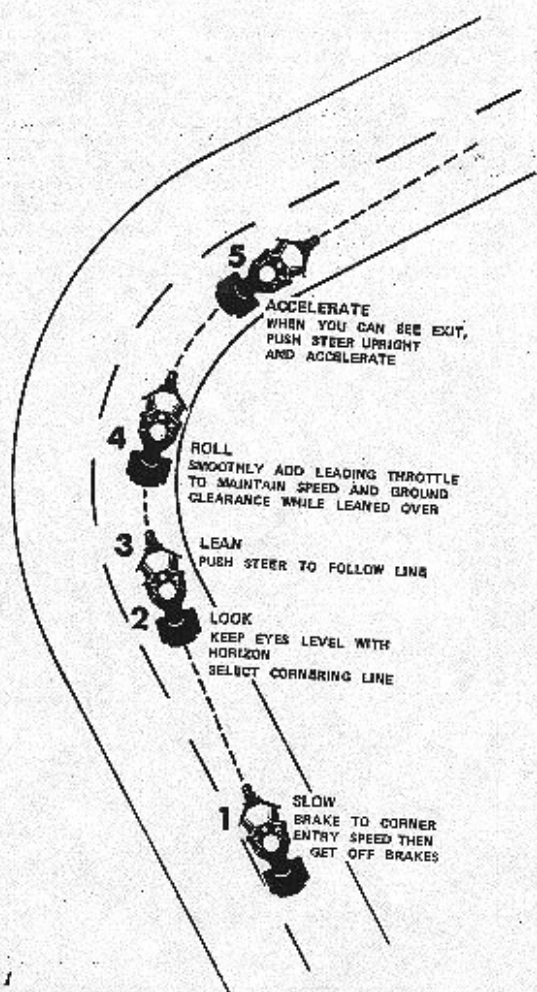 5
ACCELERATE
WHEN YOU CAN SEE EXIT,
PUSH STEER UPRIGHT
AND ACCELERATE
4
ROLL
SMOOTHLY ADD LEADING THROTTLE
TO MAINTAIN SPEED AND GROUND
CLEARANCE WHILE LEANED OVER
3
LEAN
PUSH STEER TO FOLLOW LINE
2
LOOK
KEEP EYES LEVEL WITH
HORIZON
SELECT CORNERING LINE
1
SLOW
BRAKE TO CORNER
ENTRY SPEED THEN
GET OFF BRAKES
1